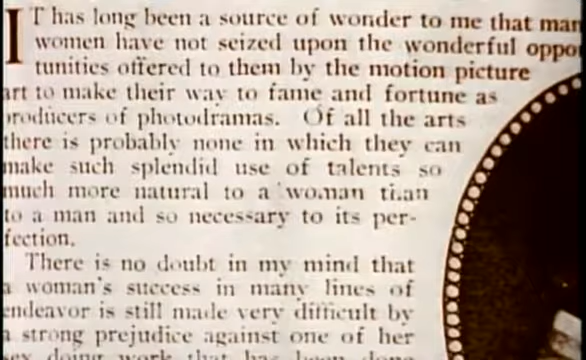 IT has long been a source of wonder to me that man
women have not seized upon the wonderful oppo
tunities offered to them by the motion picture
art to make their way to fame and fortune as
producers of photodramas. Of all the arts
there is probably none in which they can
make such splendid use of talents so
much more natural to a woman than
to a man and so necessary to its per-
fection.
There is no doubt in my mind that
a woman's success in many lines of
endeavor is still made very difficult by
a strong prejudice against one of her
sex doing work that has been done